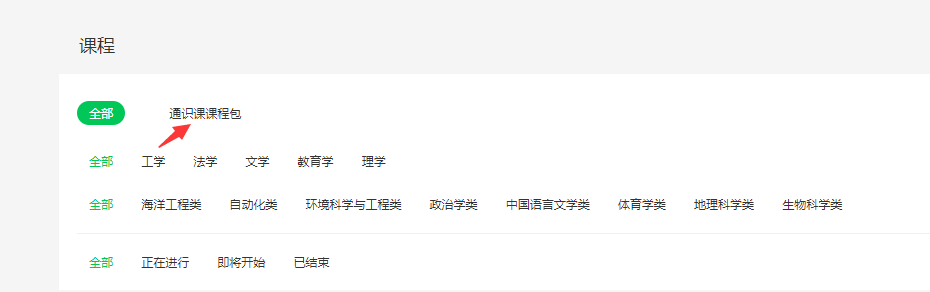 课程
全部 通识课课程包
全部 工学 法学 文学 教育学 理学
全部 海洋工程类 自动化类 环境科学与工程类 政治学类 中国语言文学类 体育学类 地理科学类 生物科学类
全部 正在进行 即将开始 已结束